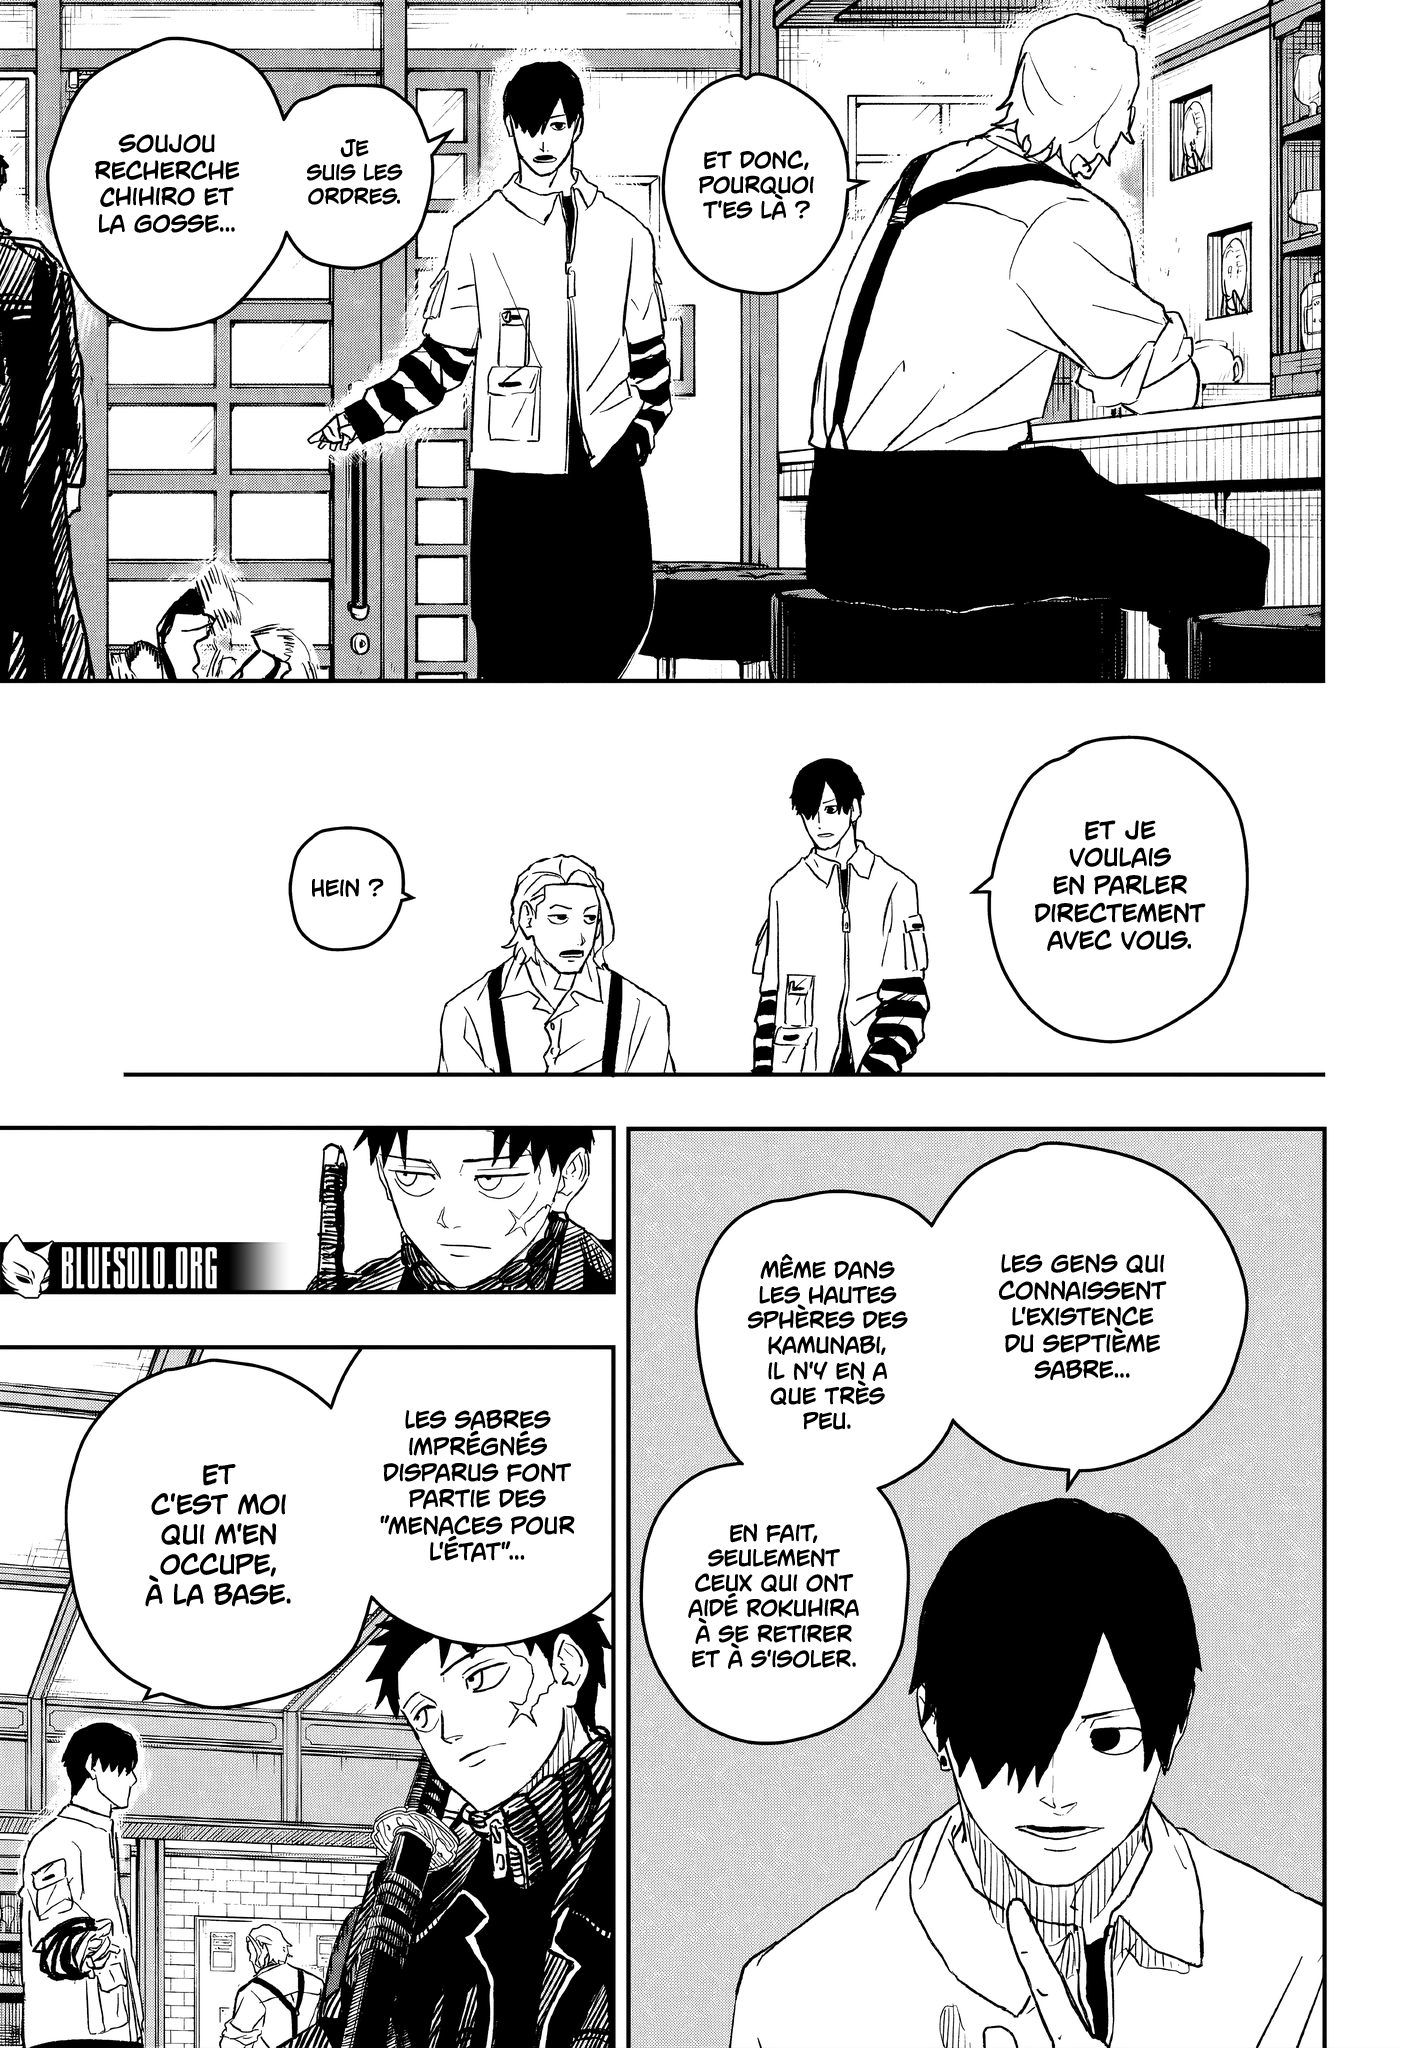 ET DONC,
POURQUOI
T'ES LÀ ?
JE
SUIS LES
ORDRES.
SOUJOU
RECHERCHE
CHIHIRO ET
LA GOSSE...
ET JE
VOULAIS
EN PARLER
DIRECTEMENT
AVEC VOUS.
HEIN ?
LES GENS QUI
CONNAISSENT
L'EXISTENCE
DU SEPTIÈME
SABRE...
MÊME DANS
LES HAUTES
SPHÈRES DES
KAMUNABI,
IL N'Y EN A
QUE TRÈS
PEU.
EN FAIT,
SEULEMENT
CEUX QUI ONT
AIDÉ ROKUHIRA
À SE RETIRER
ET À S'ISOLER.
BLUESOLO.ORG
LES SABRES
IMPRÉGNÉS
DISPARUS FONT
PARTIE DES
"MENACES POUR
L'ÉTAT"...
ET
C'EST MOI
QUI M'EN
OCCUPE,
À LA BASE.